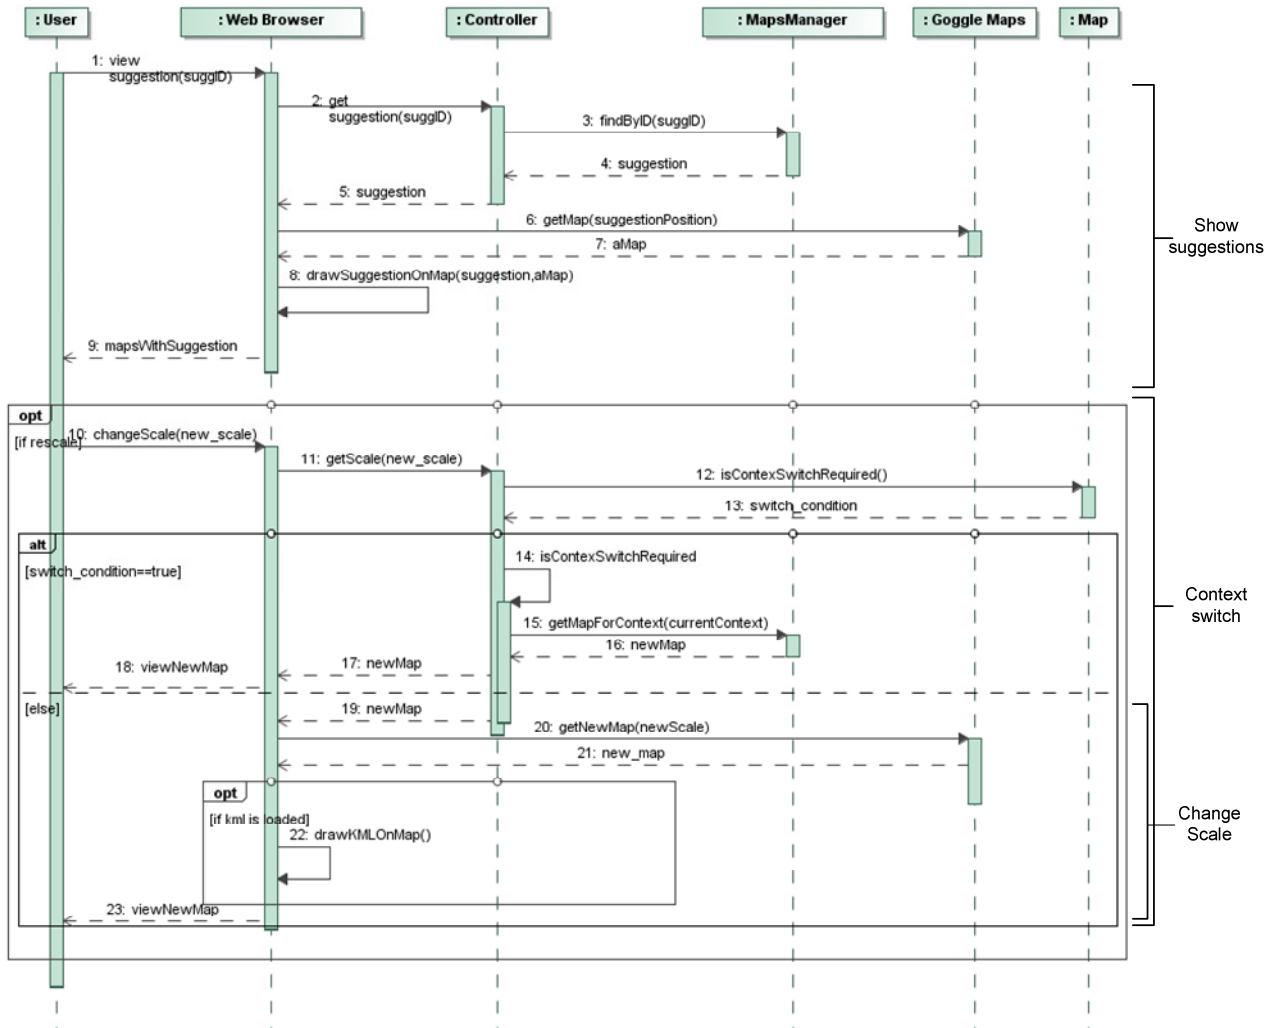 : User
: Web Browser
: Controller
: MapsManager
: Goggle Maps
: Map
1: view
suggestion(suggID)
2: get
suggestion(suggID)
3: findByID(suggID)
4: suggestion
5: suggestion
6: getMap(suggestionPosition)
7: aMap
8: drawSuggestionOnMap(suggestion,aMap)
9: mapsWithSuggestion
Show
suggestions
opt
[if rescale]
10: changeScale(new_scale)
11: getScale(new_scale)
12: isContexSwitchRequired()
13: switch_condition
alt
[switch_condition==true]
14: isContexSwitchRequired
15: getMapForContext(currentContext)
16: newMap
17: newMap
18: viewNewMap
Context
switch
[else]
19: newMap
20: getNewMap(newScale)
21: new_map
opt
[if kml is loaded]
22: drawKMLOnMap()
23: viewNewMap
Change
Scale